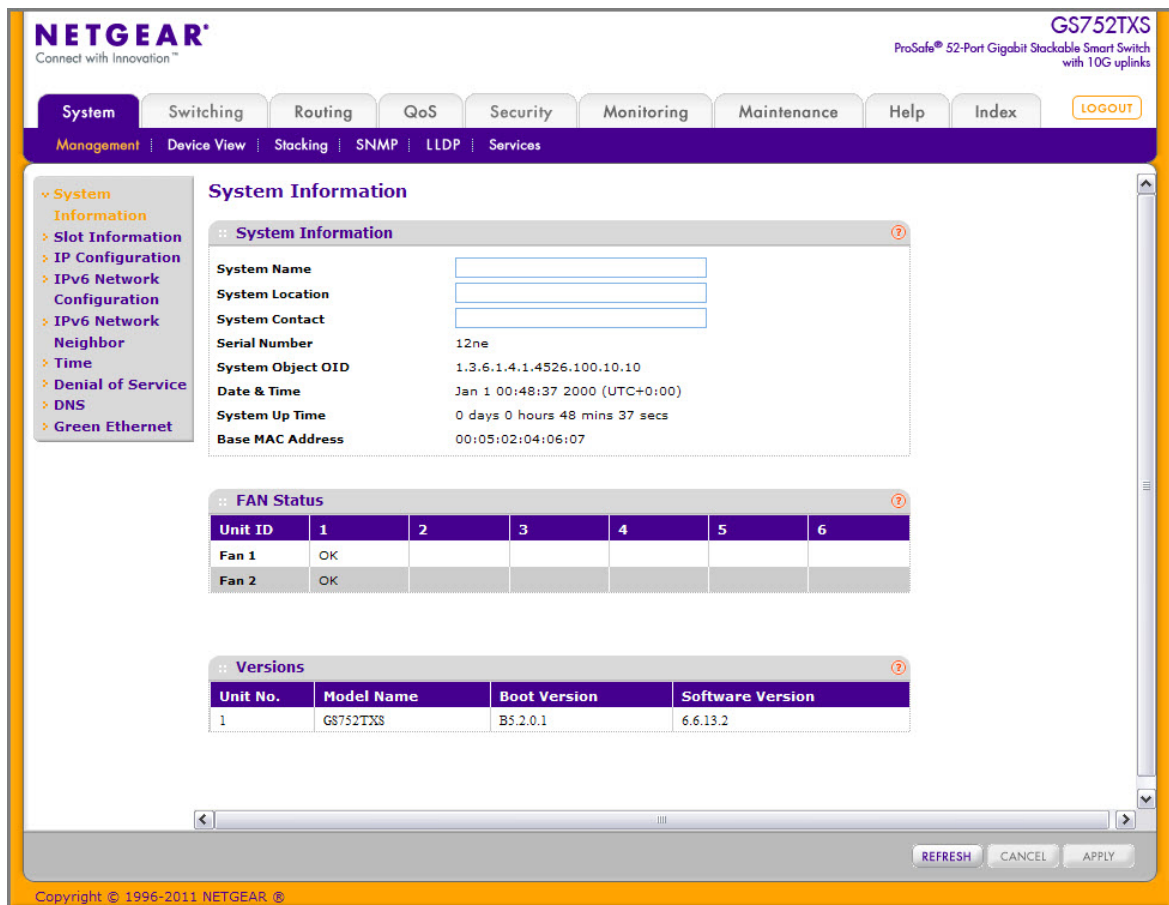 NETGEAR®
Connect with Innovation™
GS752TXS
ProSafe® 52-Port Gigabit Stackable Smart Switch
with 10G uplinks
System Switching Routing QoS Security Monitoring Maintenance Help Index LOGOUT
Management Device View Stacking SNMP LLDP Services
System
Information
Slot Information
IP Configuration
IPv6 Network
Configuration
IPv6 Network
Neighbor
Time
Denial of Service
DNS
Green Ethernet
System Information
System Information
System Name
System Location
System Contact
Serial Number 12ne
System Object OID 1.3.6.1.4.1.4526.100.10.10
Date & Time Jan 1 00:48:37 2000 (UTC+0:00)
System Up Time 0 days 0 hours 48 mins 37 secs
Base MAC Address 00:05:02:04:06:07
FAN Status
Unit ID 1 2 3 4 5 6
Fan 1 OK
Fan 2 OK
Versions
Unit No. Model Name Boot Version Software Version
1 GS752TXS B5.2.0.1 6.6.13.2
REFRESH CANCEL APPLY
Copyright © 1996-2011 NETGEAR ®